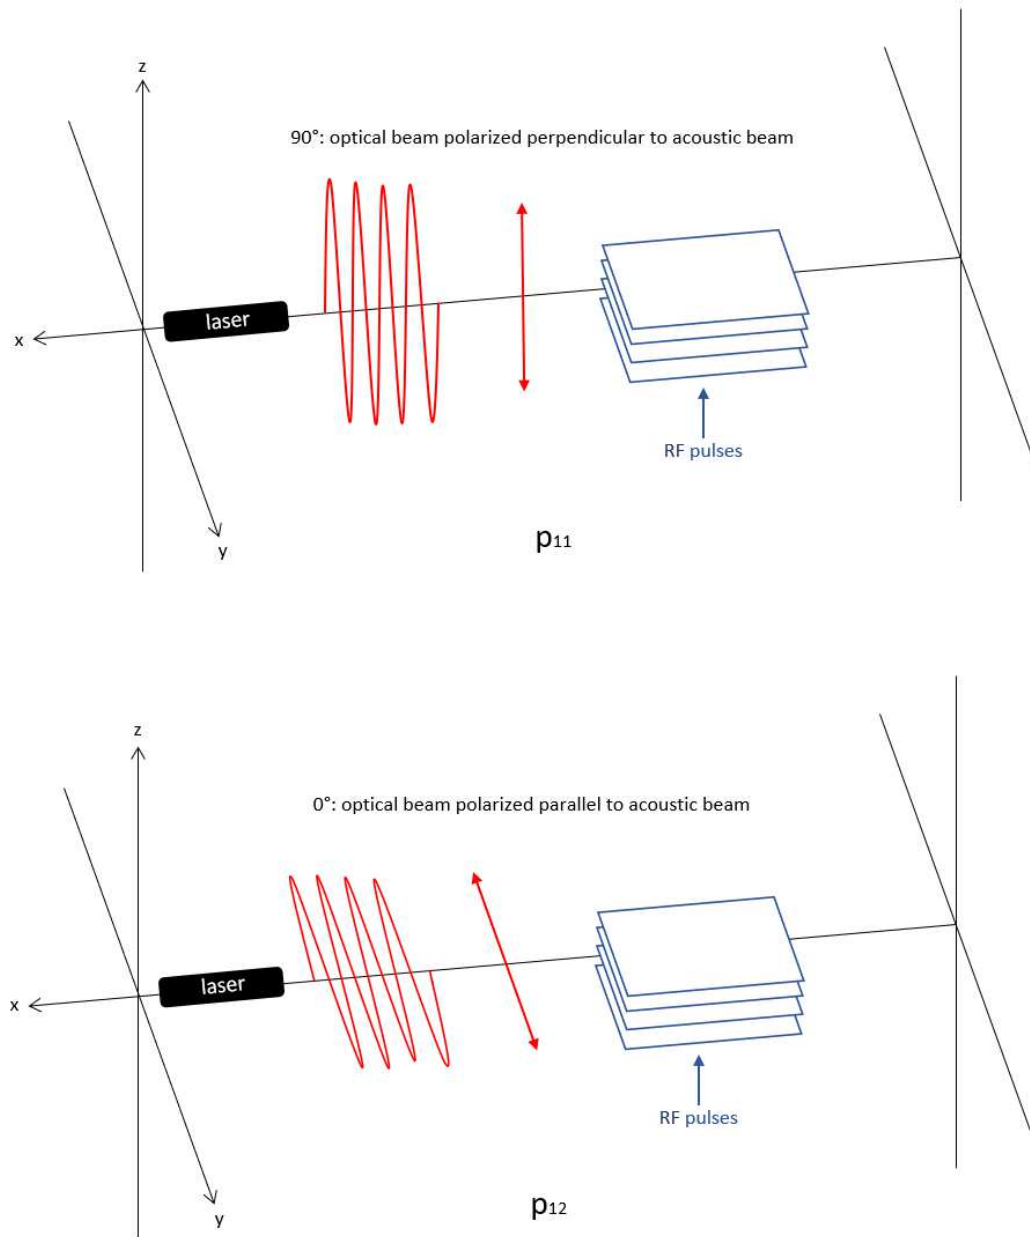 z
90°: optical beam polarized perpendicular to acoustic beam
laser
x
RF pulses
y
p11
z
0°: optical beam polarized parallel to acoustic beam
laser
x
RF pulses
y
p12